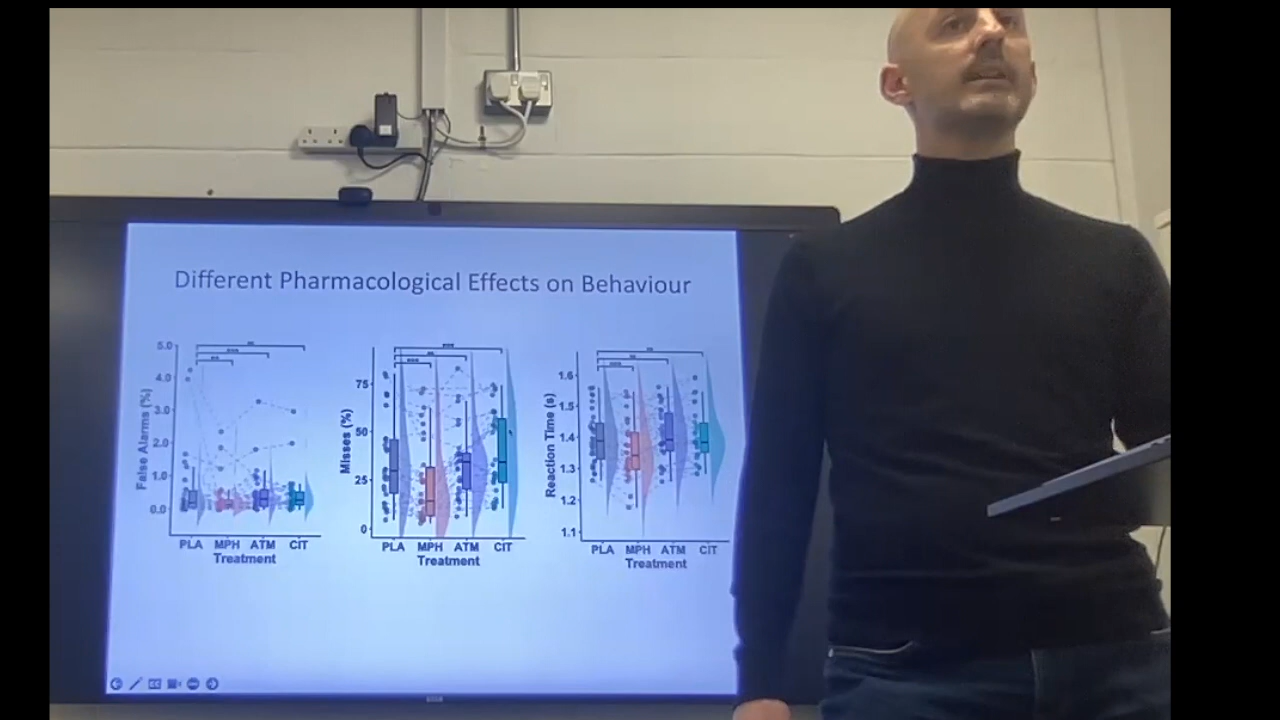 Different Pharmacological Effects on Behaviour
False Alarms (%)
5.0
4.0
3.0
2.0
1.0
0.0
PLA MPH ATM CIT
Treatment
Misses (%)
75
50
25
0
PLA MPH ATM CIT
Treatment
Reaction Time (s)
1.6
1.5
1.4
1.3
1.2
1.1
PLA MPH ATM CIT
Treatment